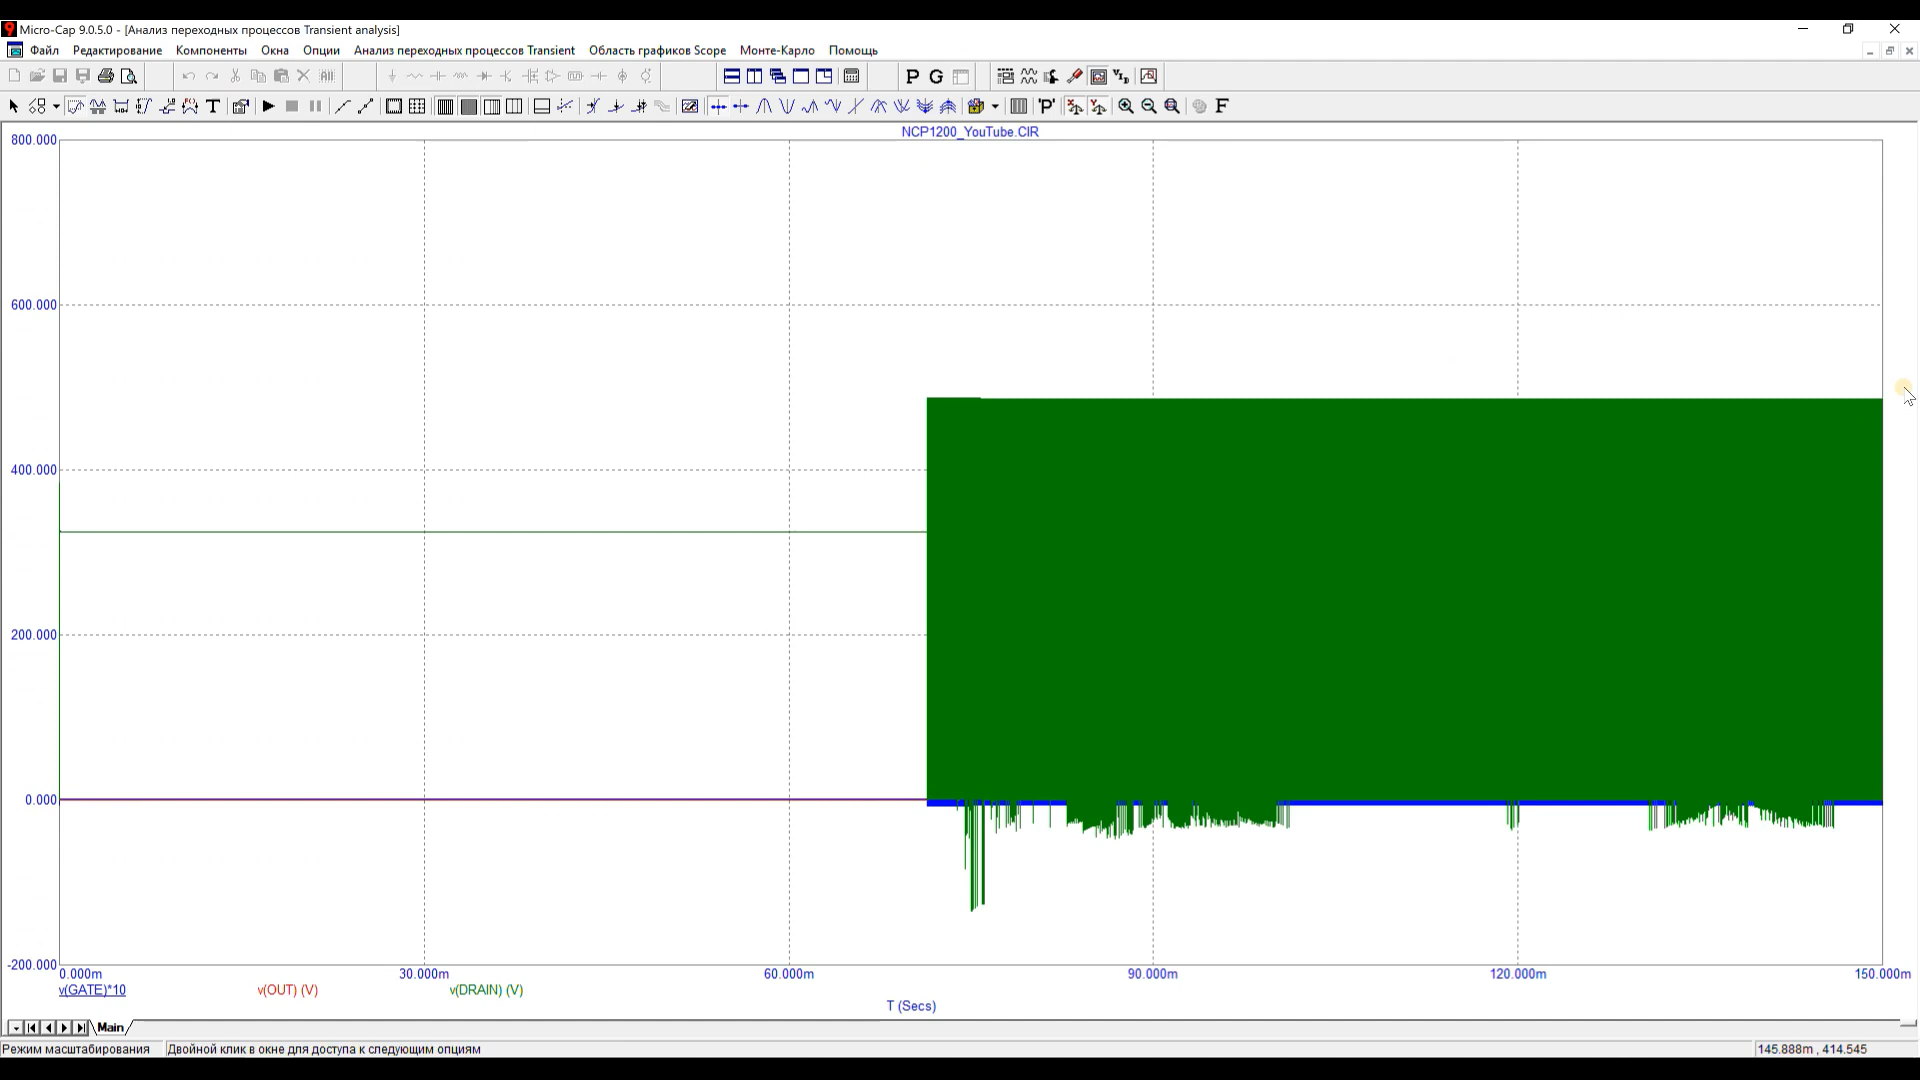 Micro-Cap 9.0.5.0 - [Анализ переходных процессов Transient analysis]
Файл Редактирование Компоненты Окна Опции Анализ переходных процессов Transient Область графиков Scope Монте-Карло Помощь
P G
T 'P' F
NCP1200_YouTube.CIR
800.000
600.000
400.000
200.000
0.000
-200.000
0.000m 30.000m 60.000m 90.000m 120.000m 150.000m
v(GATE)*10 v(OUT) (V) v(DRAIN) (V)
T (Secs)
Main
Режим масштабирования Двойной клик в окне для доступа к следующим опциям 145.888m , 414.545